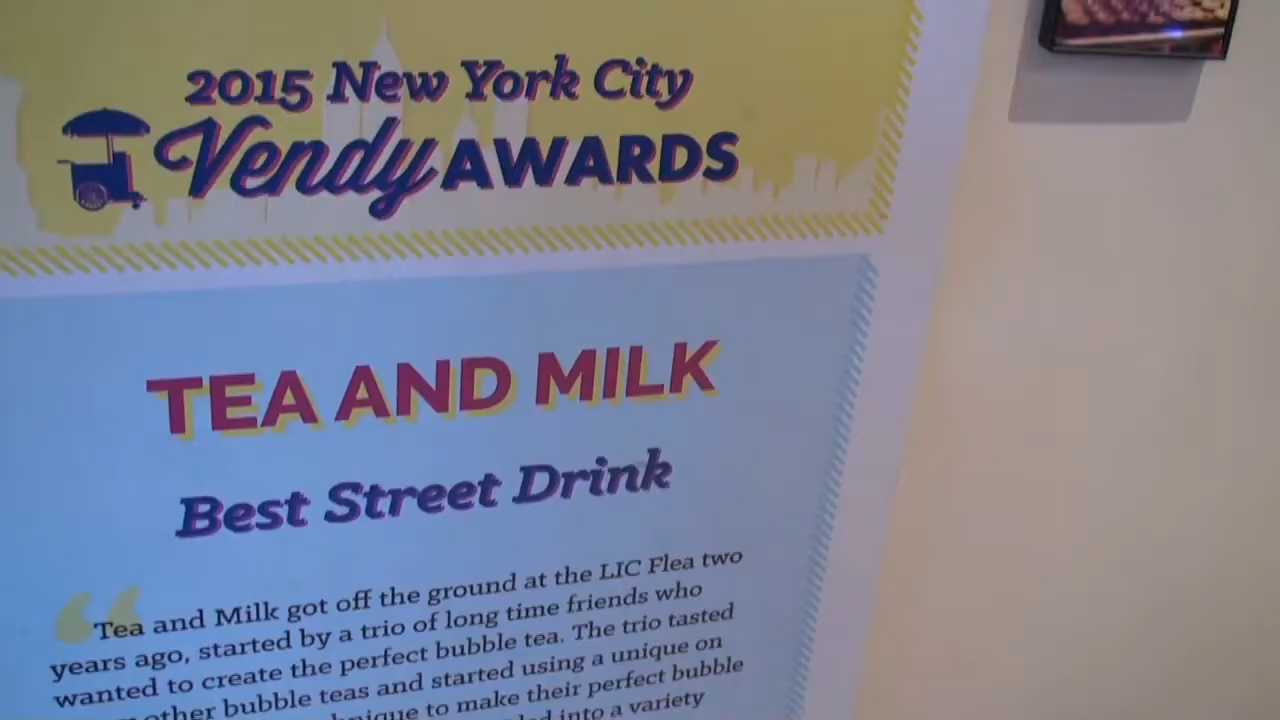 2015 New York City
Vendy AWARDS
TEA AND MILK
Best Street Drink
“Tea and Milk got off the ground at the LIC Flea two
years ago, started by a trio of long time friends who
wanted to create the perfect bubble tea. The trio tasted
other bubble teas and started using a unique on
to make their perfect bubble
into a variety